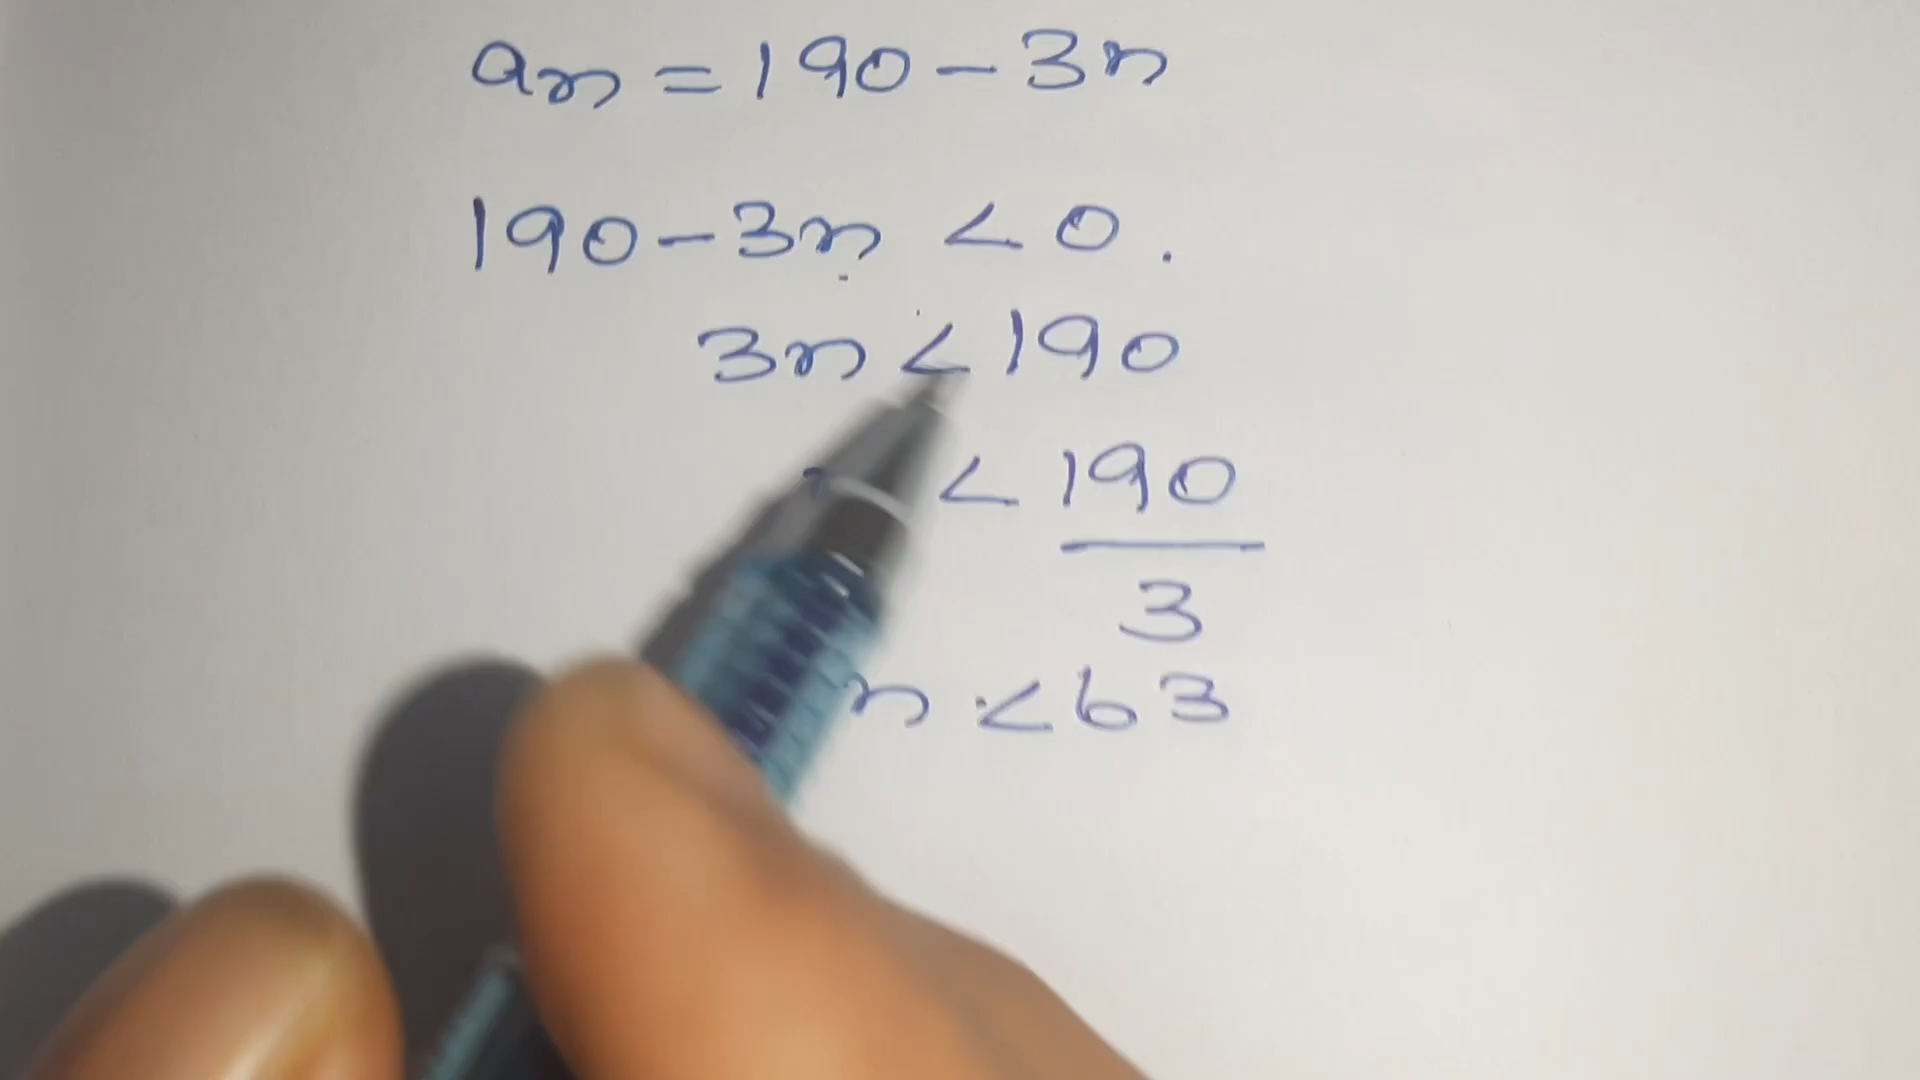 an = 190 - 3n
190 - 3n < 0.
3n < 190
< 190
3
n < 63